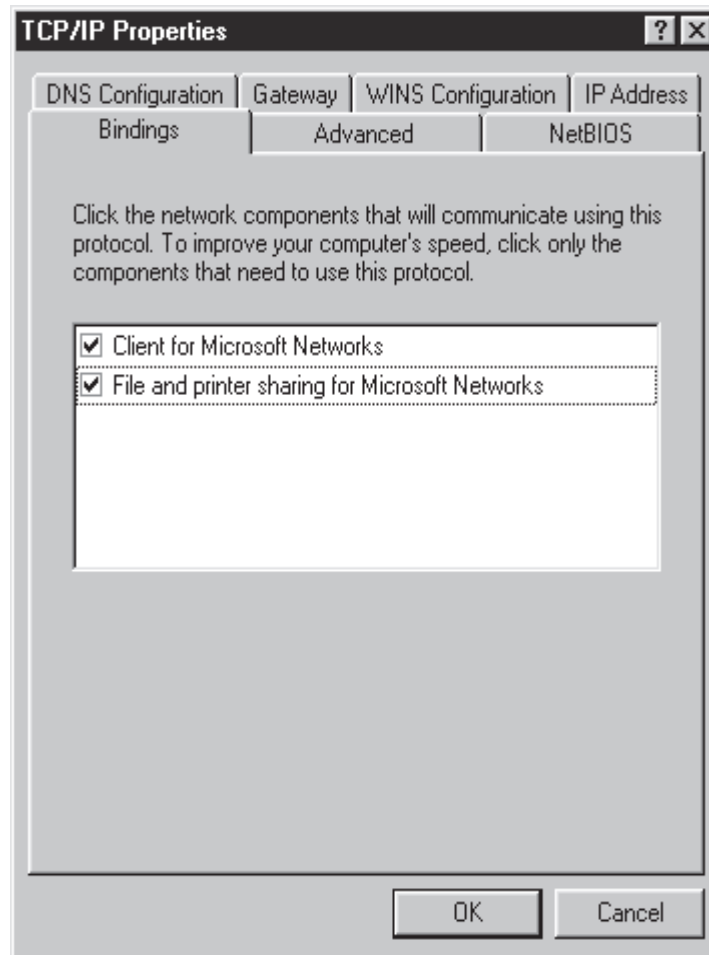 TCP/IP Properties
DNS Configuration Gateway WINS Configuration IP Address
Bindings Advanced NetBIOS
Click the network components that will communicate using this
protocol. To improve your computer's speed, click only the
components that need to use this protocol.
Client for Microsoft Networks
File and printer sharing for Microsoft Networks
OK Cancel